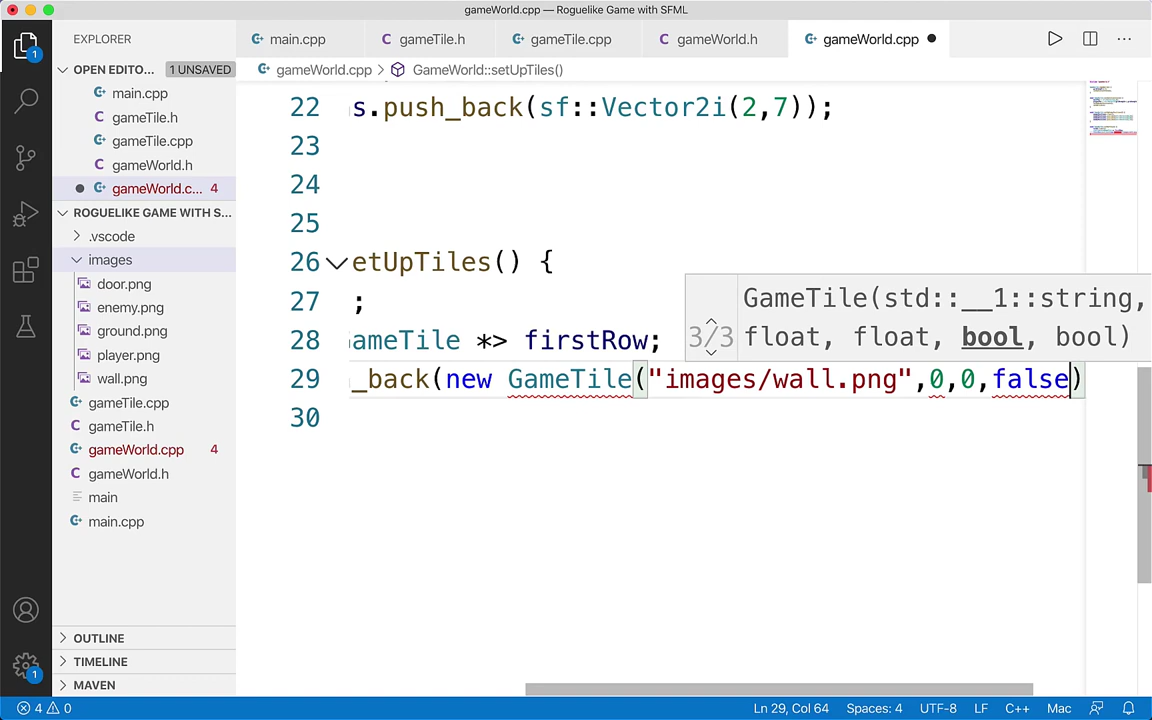 gameWorld.cpp — Roguelike Game with SFML
EXPLORER
main.cpp
gameTile.h
gameTile.cpp
gameWorld.h
gameWorld.cpp
OPEN EDITO... 1 UNSAVED
gameWorld.cpp > GameWorld::setUpTiles()
main.cpp
gameTile.h
gameTile.cpp
gameWorld.h
gameWorld.c... 4
ROGUELIKE GAME WITH S...
.vscode
images
door.png
enemy.png
ground.png
player.png
wall.png
gameTile.cpp
gameTile.h
gameWorld.cpp 4
gameWorld.h
main
main.cpp
OUTLINE
TIMELINE
MAVEN
1
1
22 s.push_back(sf::Vector2i(2,7));
23
24
25
26 etUpTiles() {
27 ;
28 ameTile *> firstRow;
29 _back(new GameTile("images/wall.png",0,0,false)
30
3/3
GameTile(std::__1::string,
float, float, bool, bool)
4 0
Ln 29, Col 64
Spaces: 4
UTF-8
LF
C++
Mac